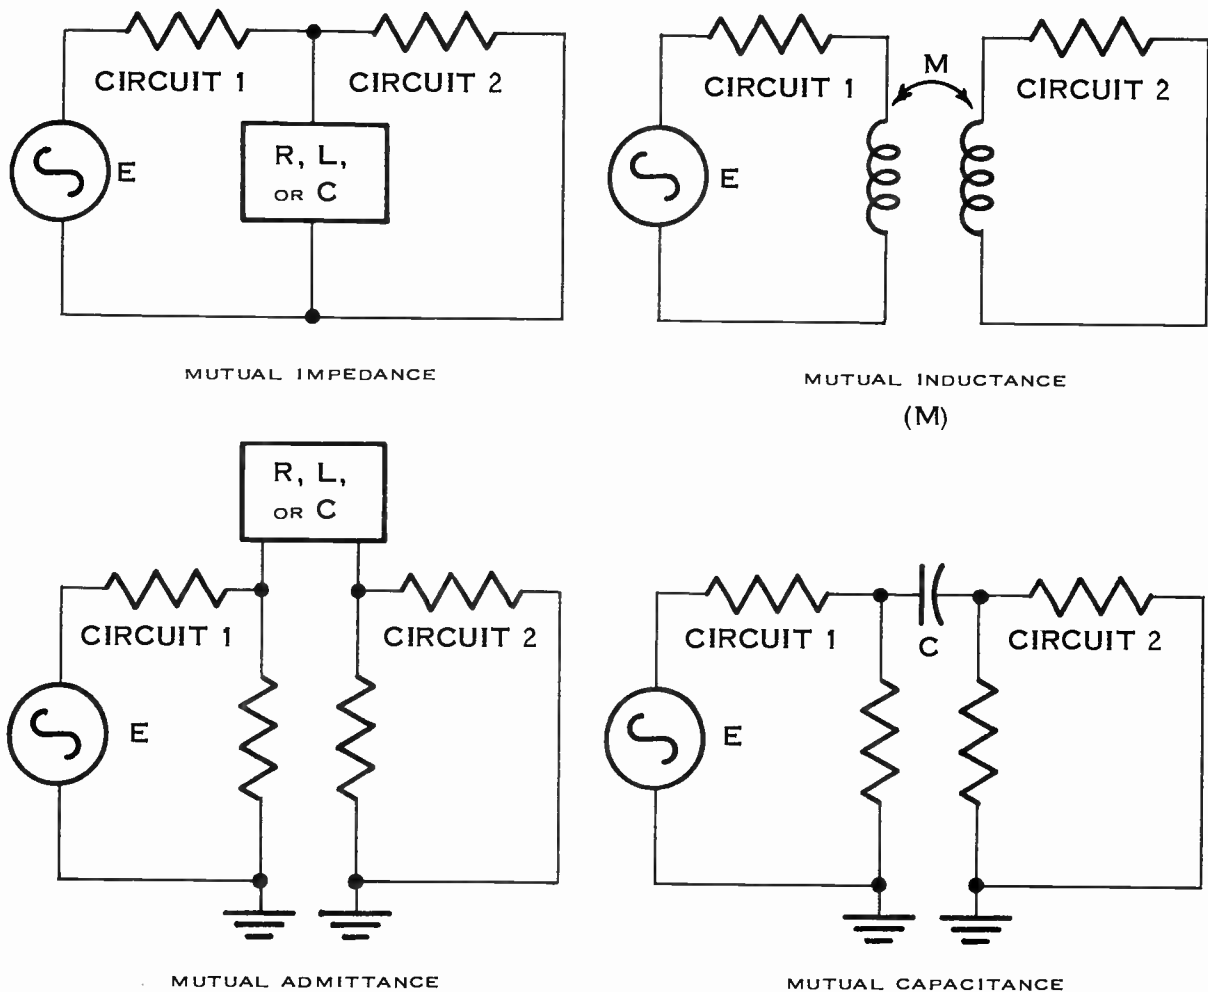 CIRCUIT 1
CIRCUIT 2
E
R, L,
OR C
MUTUAL IMPEDANCE
M
CIRCUIT 1
CIRCUIT 2
E
MUTUAL INDUCTANCE
(M)
R, L,
OR C
CIRCUIT 1
CIRCUIT 2
E
MUTUAL ADMITTANCE
CIRCUIT 1
C
CIRCUIT 2
E
MUTUAL CAPACITANCE